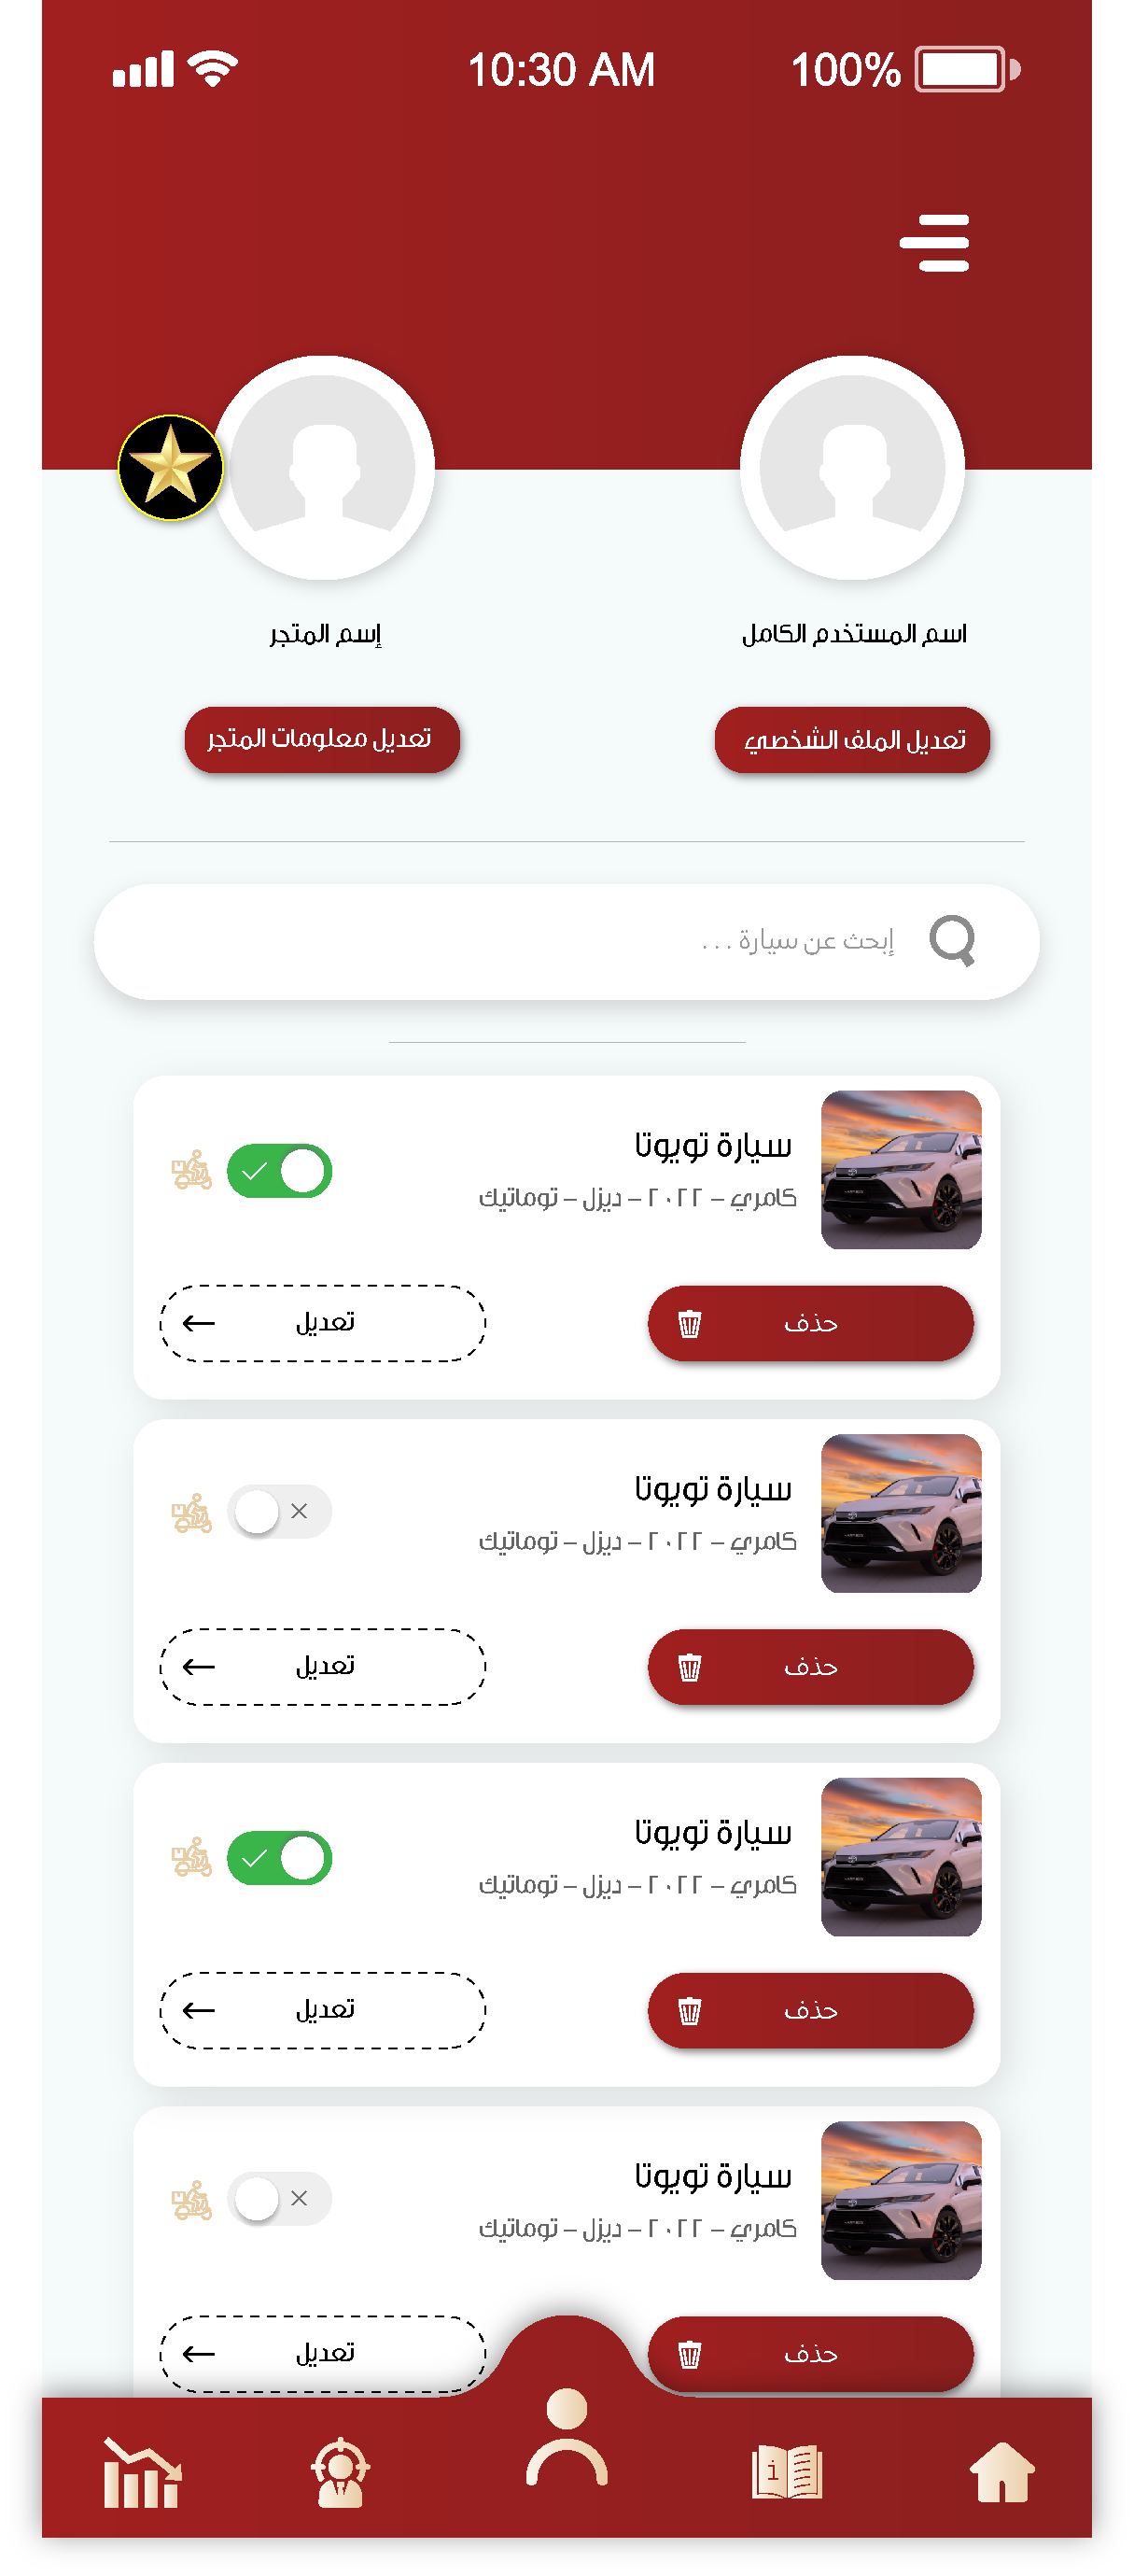 10:30 AM
100%
اسم المستخدم الكامل
إسم المتجر
تعديل الملف الشخصي
تعديل معلومات المتجر
إبحث عن سيارة . . .
سيارة تويوتا
كامري – ٢٠٢٢ – ديزل – توماتيك
حذف
تعديل
سيارة تويوتا
كامري – ٢٠٢٢ – ديزل – توماتيك
حذف
تعديل
سيارة تويوتا
كامري – ٢٠٢٢ – ديزل – توماتيك
حذف
تعديل
سيارة تويوتا
كامري – ٢٠٢٢ – ديزل – توماتيك
حذف
تعديل